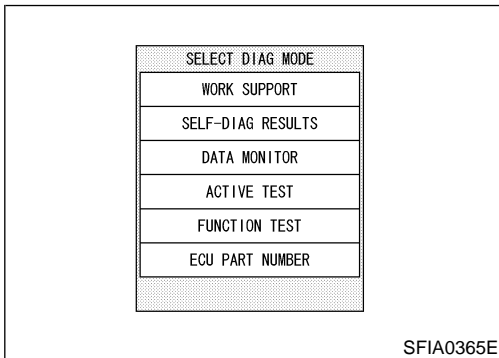 SELECT DIAG MODE
WORK SUPPORT
SELF-DIAG RESULTS
DATA MONITOR
ACTIVE TEST
FUNCTION TEST
ECU PART NUMBER
SFIA0365E